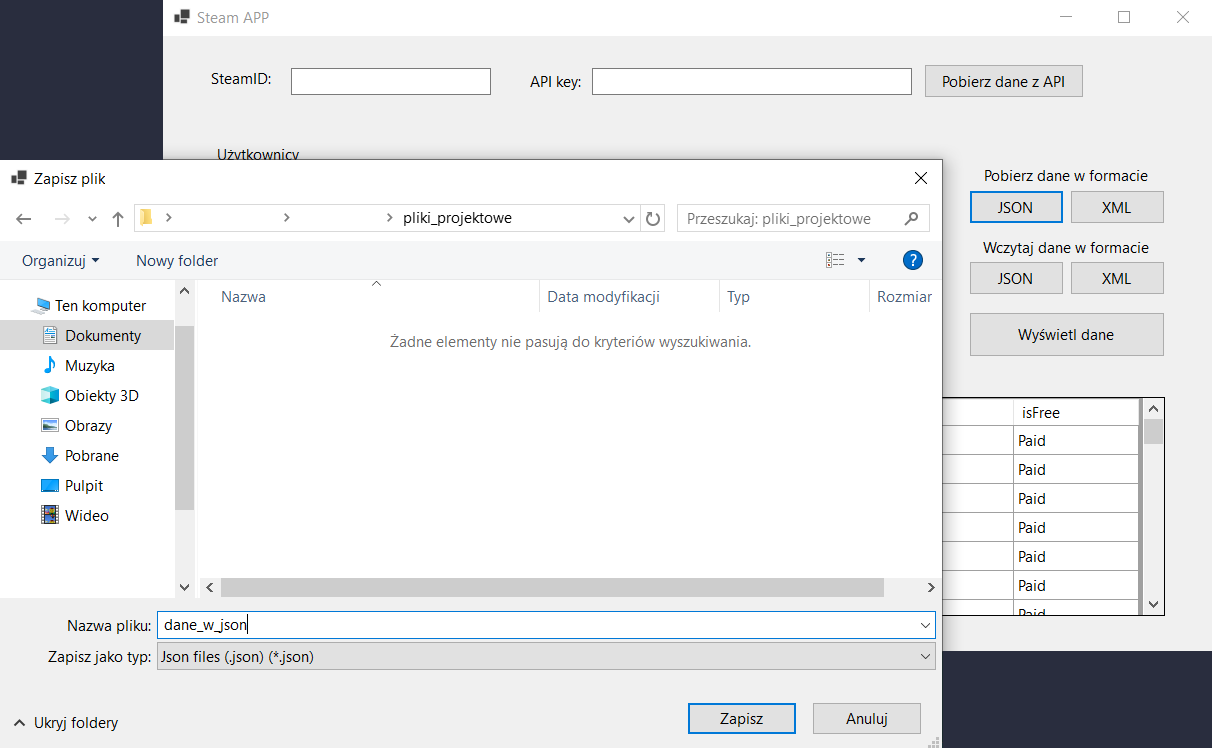 Steam APP
SteamID:
API key:
Pobierz dane z API
Użytkownicy
Pobierz dane w formacie
JSON
XML
Wczytaj dane w formacie
JSON
XML
Wyświetl dane
isFree
Paid
Paid
Paid
Paid
Paid
Paid
Paid
Zapisz plik
pliki_projektowe
Przeszukaj: pliki_projektowe
Organizuj
Nowy folder
?
Ten komputer
Dokumenty
Muzyka
Obiekty 3D
Obrazy
Pobrane
Pulpit
Wideo
Nazwa
Data modyfikacji
Typ
Rozmiar
Żadne elementy nie pasują do kryteriów wyszukiwania.
Nazwa pliku: dane_w_json
Zapisz jako typ: Json files (.json) (*.json)
Ukryj foldery
Zapisz
Anuluj